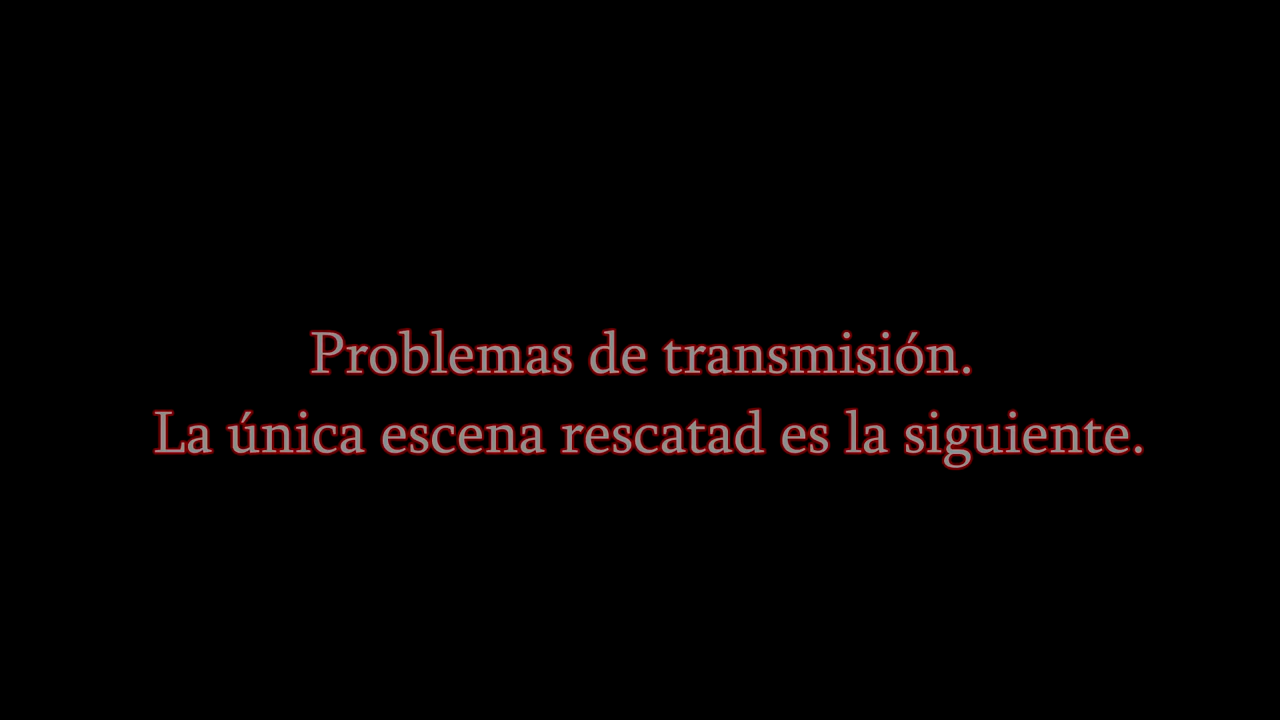 Problemas de transmisión.
La única escena rescatad es la siguiente.